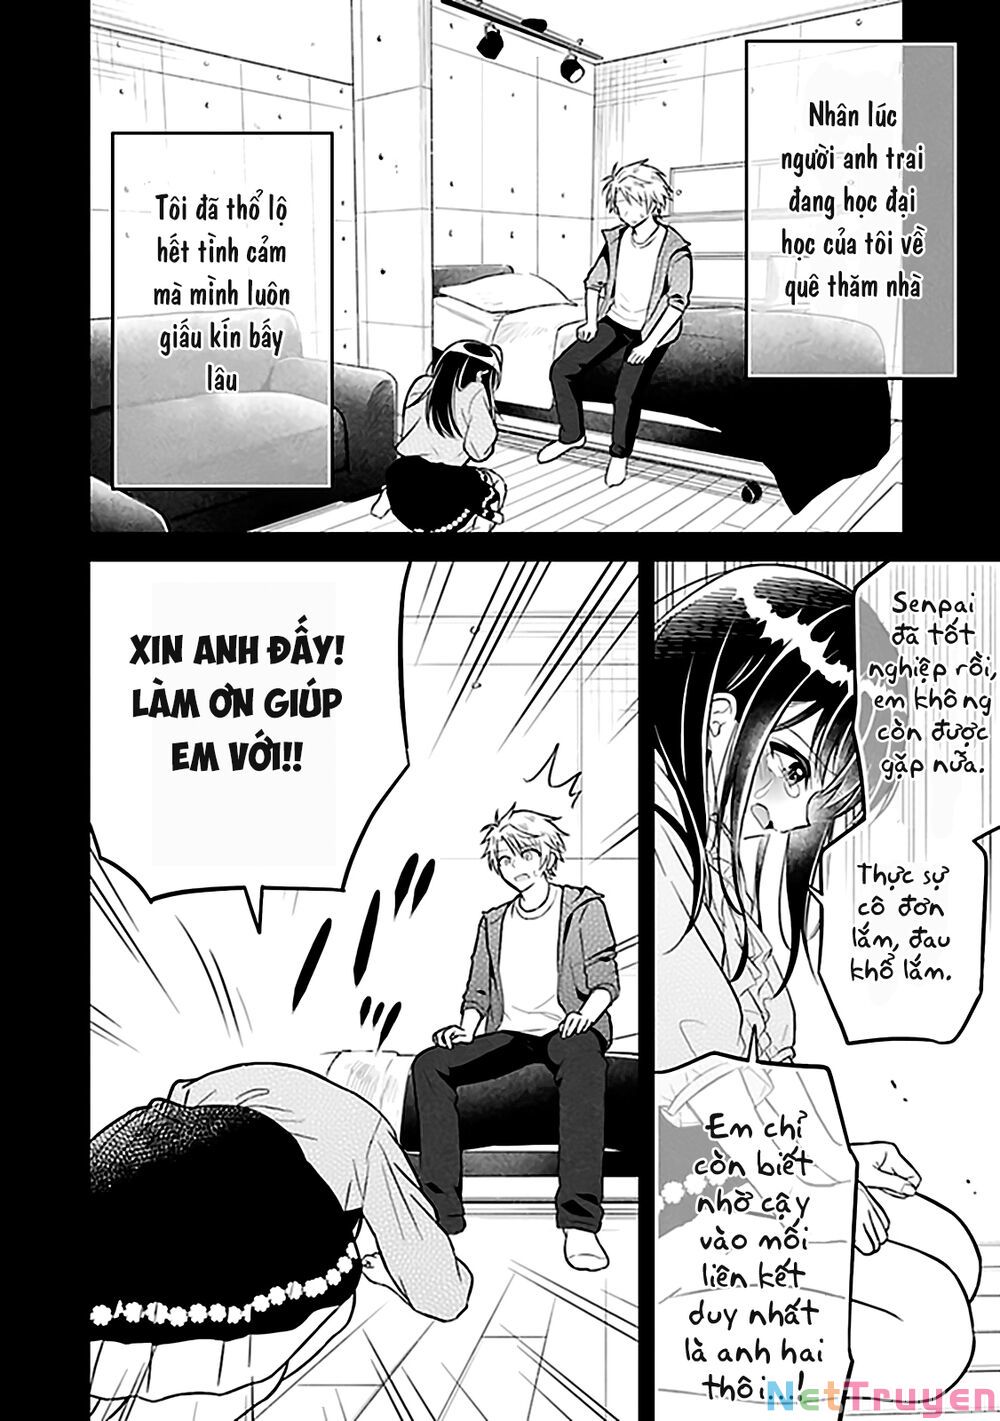 Nhân lúc
người anh trai
đang học đại
học của tôi về
quê thăm nhà
Tôi đã thổ lộ
hết tình cảm
mà mình luôn
giấu kín bấy
lâu
Senpai
đã tốt
nghiệp rồi,
em không
còn được
gặp nữa.
Thực sự
cô đơn
lắm, đau
khổ lắm.
Em chỉ
còn biết
nhờ cậy
vào mối
liên kết
duy nhất
là anh hai
thôi...!
XIN ANH ĐẤY!
LÀM ƠN GIÚP
EM VỚI!!
NetTruyen